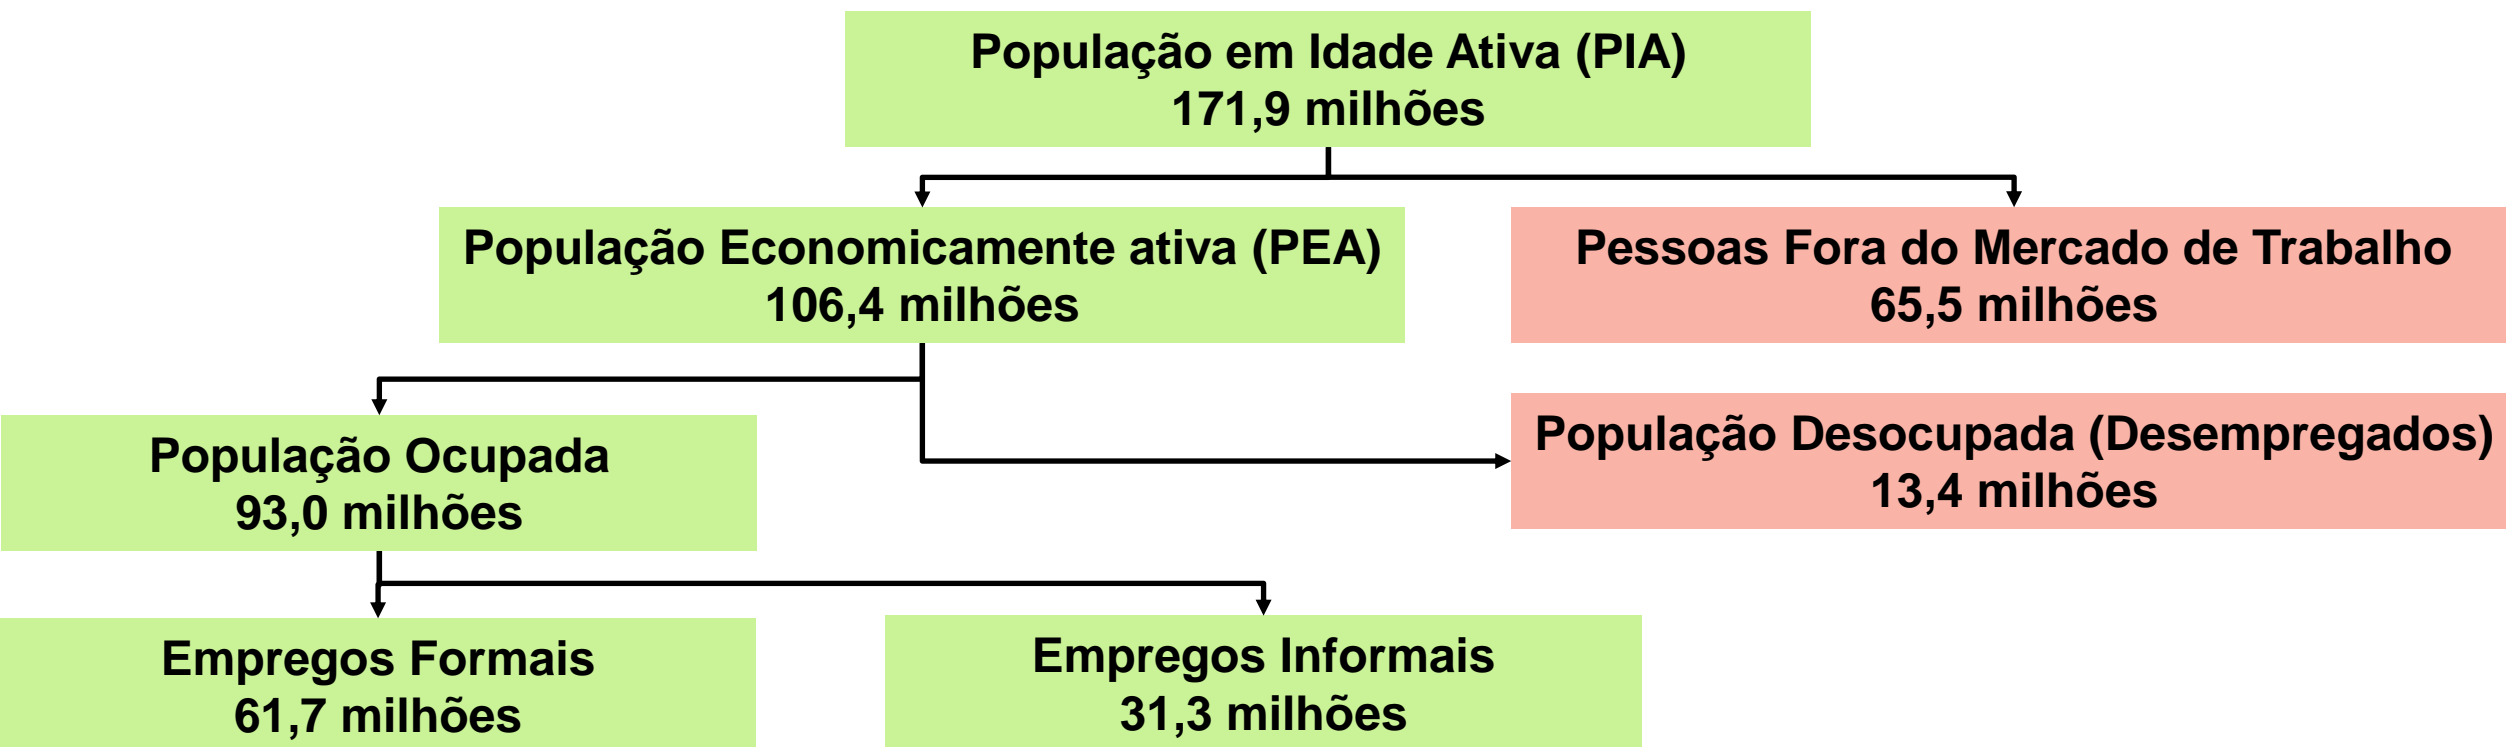 População em Idade Ativa (PIA)
171,9 milhões
População Economicamente ativa (PEA)
106,4 milhões
Pessoas Fora do Mercado de Trabalho
65,5 milhões
População Ocupada
93,0 milhões
População Desocupada (Desempregados)
13,4 milhões
Empregos Formais
61,7 milhões
Empregos Informais
31,3 milhões